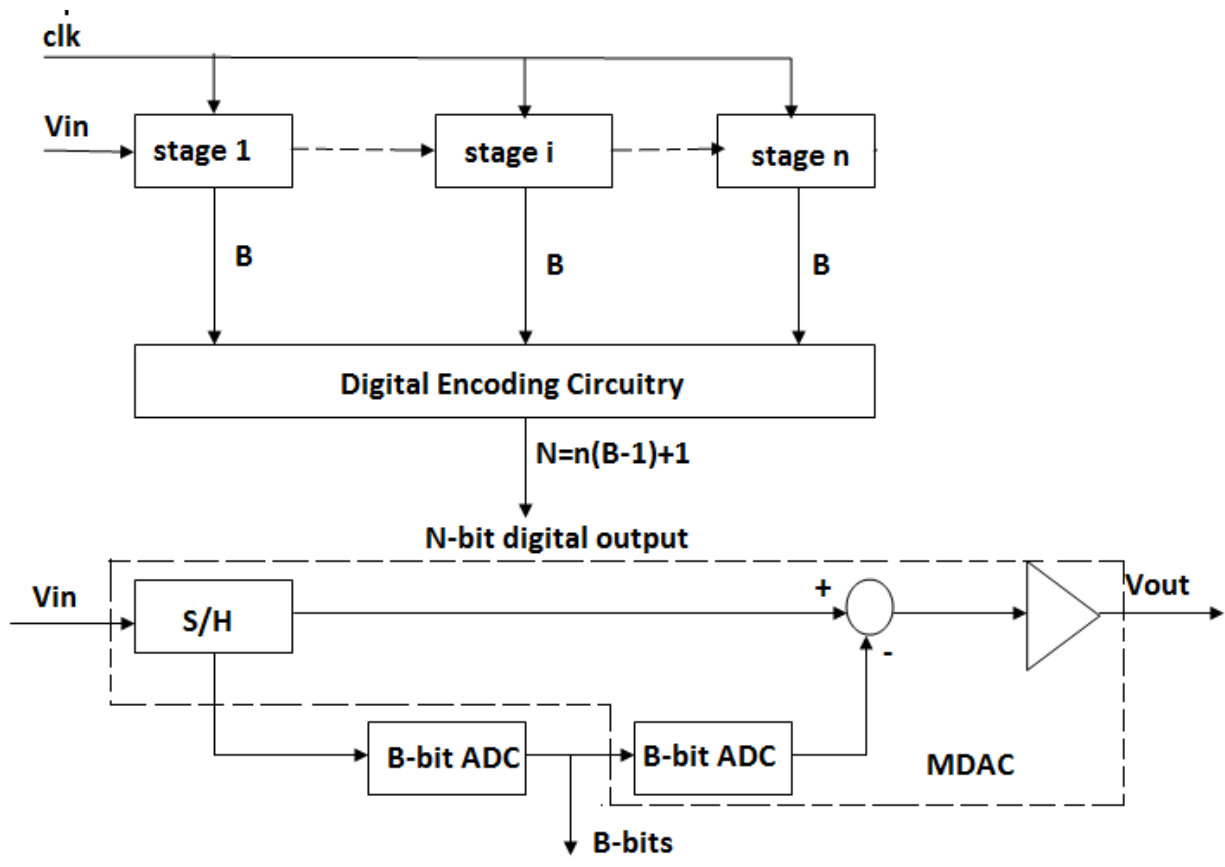 clk
Vin
stage 1
stage i
stage n
B
B
B
Digital Encoding Circuitry
N=n(B-1)+1
N-bit digital output
Vin
S/H
+
-
Vout
B-bit ADC
B-bit ADC
MDAC
B-bits